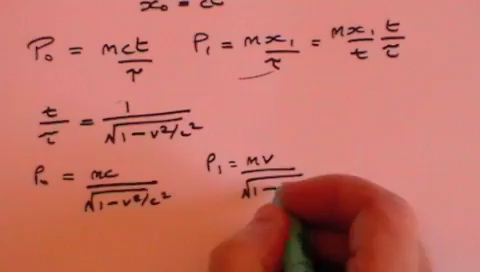 x₀ = ct
P₀ = mct/τ P₁ = mx₁/τ = mx₁/t t/τ
t/τ = 1/√1-v²/c²
P₀ = mc/√1-v²/c² P₁ = mv/√1-